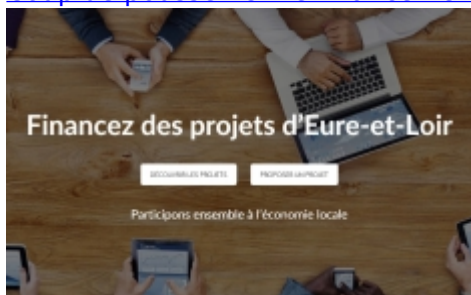 Financez des projets d'Eure-et-Loir
DÉCOUVRIR LES PROJETS PROPOSER UN PROJET
Participons ensemble à l'économie locale